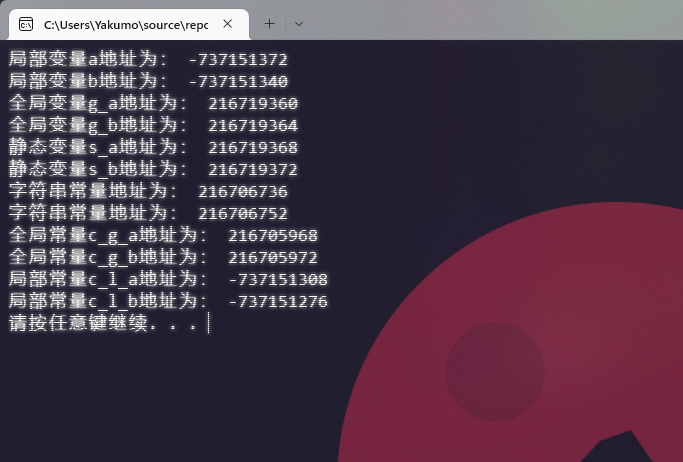 C:\Users\Yakumo\source\repc
局部变量a地址为： -737151372
局部变量b地址为： -737151340
全局变量g_a地址为： 216719360
全局变量g_b地址为： 216719364
静态变量s_a地址为： 216719368
静态变量s_b地址为： 216719372
字符串常量地址为： 216706736
字符串常量地址为： 216706752
全局常量c_g_a地址为： 216705968
全局常量c_g_b地址为： 216705972
局部常量c_l_a地址为： -737151308
局部常量c_l_b地址为： -737151276
请按任意键继续. . .